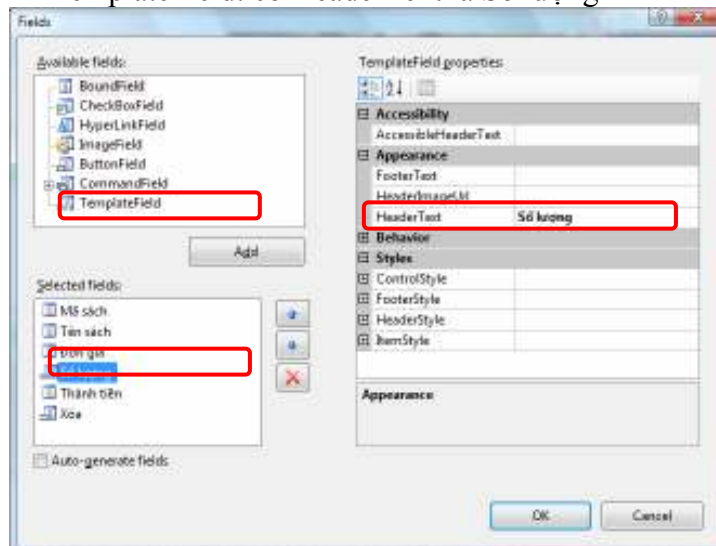 Fields
Available fields:
BoundField
CheckBoxField
HyperLinkField
ImageField
ButtonField
CommandField
TemplateField
Add
Selected fields:
Mã sách
Tên sách
Đơn giá
Thành tiền
Xóa
Auto-generate fields
TemplateField properties:
Accessibility
AccessibleHeaderText
Appearance
FooterText
HeaderImageUrl
HeaderText Số lượng
Behavior
Styles
ControlStyle
FooterStyle
HeaderStyle
ItemStyle
Appearance
OK Cancel